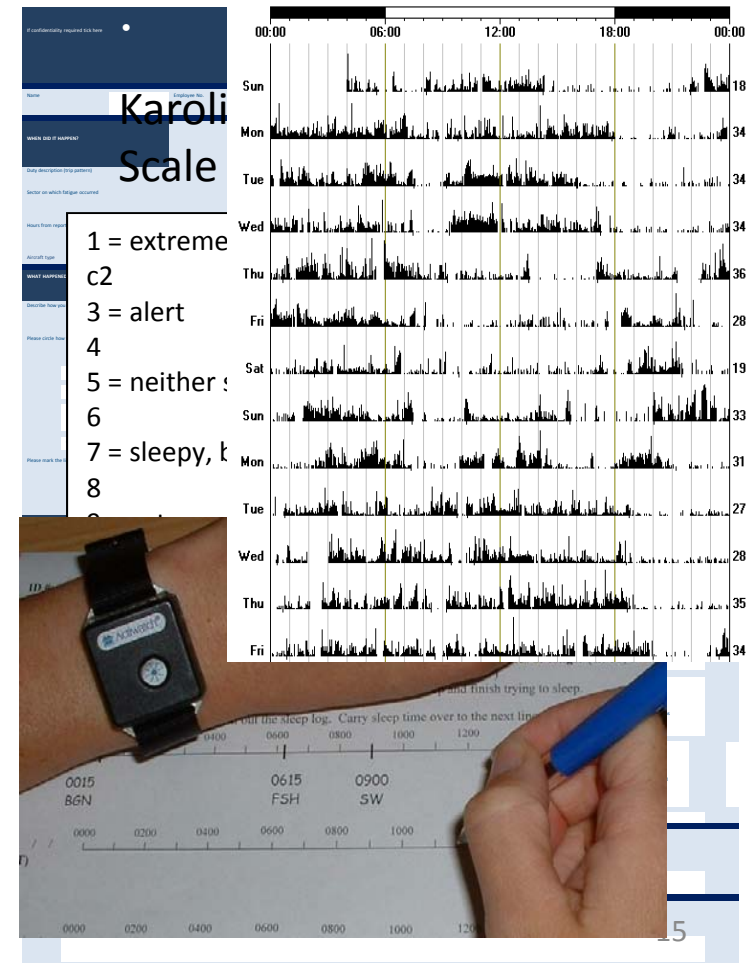 If confidentiality required tick here
Name
Employee No.
WHEN DID IT HAPPEN?
Duty description (trip pattern)
Sector on which fatigue occurred
Hours from report
Aircraft type
WHAT HAPPENED
Describe how you
Please circle how
Please mark the
Karoli
Scale
1 = extreme
c2
3 = alert
4
5 = neither s
6
7 = sleepy, b
8
00:00 06:00 12:00 18:00 00:00
Sun 18
Mon 34
Tue 34
Wed 34
Thu 36
Fri 28
Sat 19
Sun 33
Mon 31
Tue 27
Wed 28
Thu 35
Fri 34
ID #
Actiwatch
and finish trying to sleep.
out the sleep log. Carry sleep time over to the next line
0400 0600 0800 1000 1200
0015 0615 0900
BGN FSH SW
0000 0200 0400 0600 0800 1000
0000 0200 0400 0600 0800 1000
15